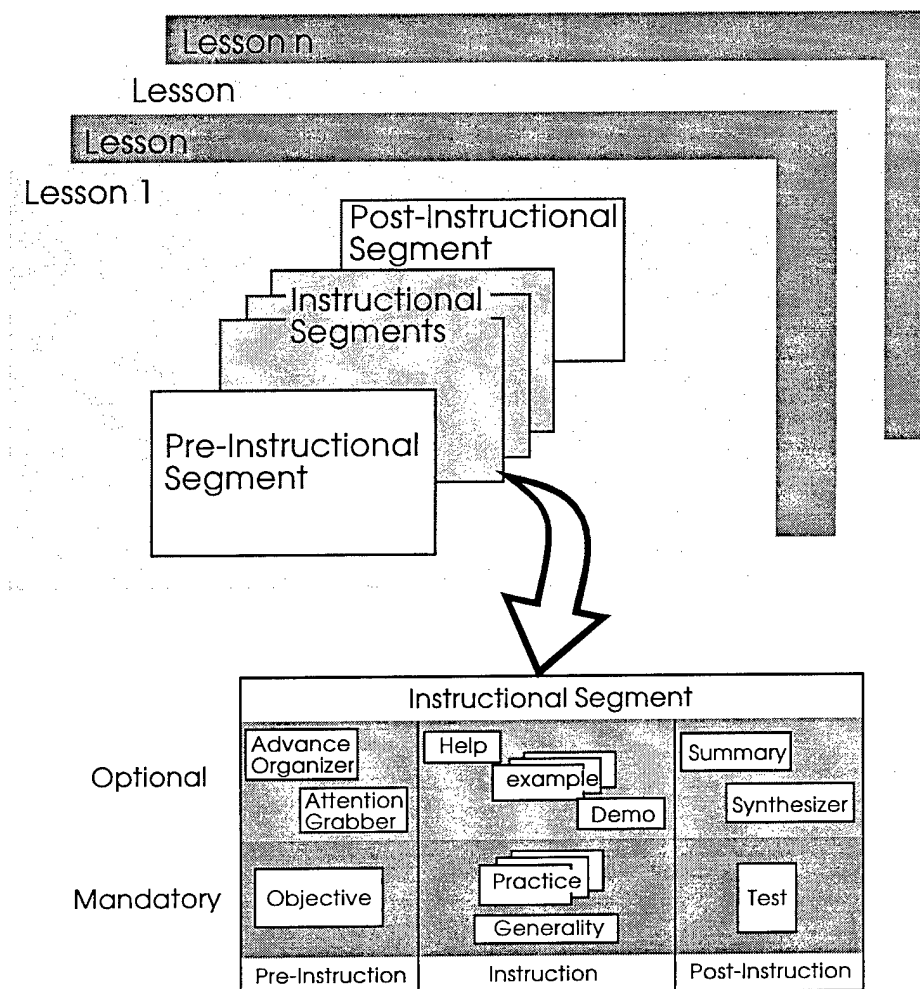 Lesson n
Lesson
Lesson
Lesson 1
Post-Instructional
Segment
Instructional
Segments
Pre-Instructional
Segment
Instructional Segment
Optional
Advance
Organizer
Attention
Grabber
Help
example
Demo
Summary
Synthesizer
Mandatory
Objective
Practice
Generality
Test
Pre-Instruction
Instruction
Post-Instruction